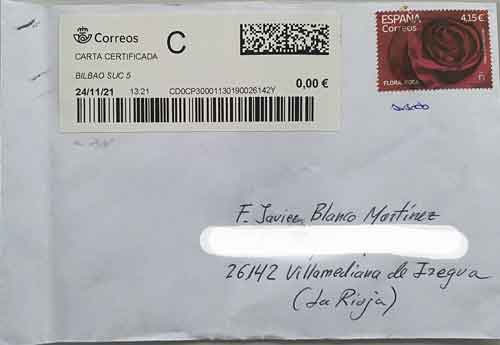 Correos
CARTA CERTIFICADA
C
BILBAO SUC 5
0,00 €
24/11/21 13:21 CD0CP30001130190026142Y
ESPAÑA 4,15 €
Correos
FLORA. ROSA
F. Javier Blanco Martínez
26142 Villamediana de Iregua
(La Rioja)